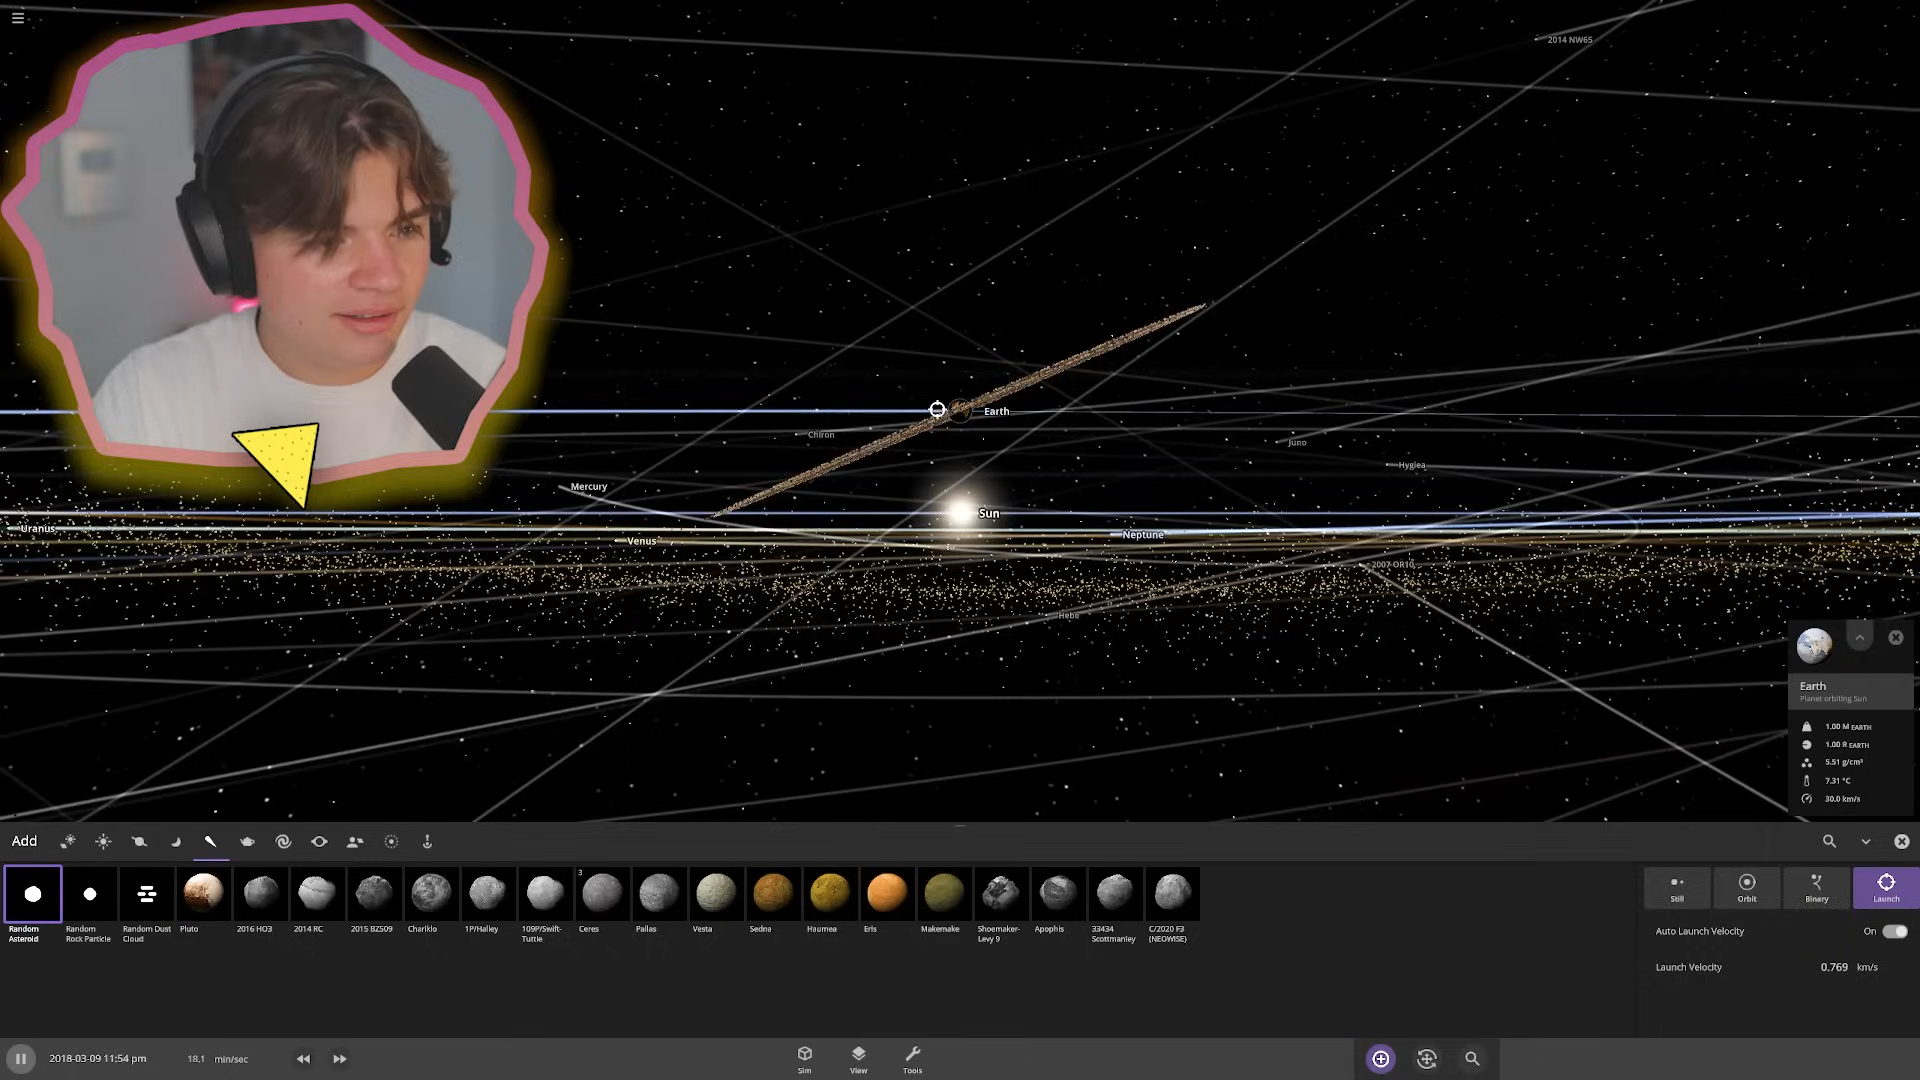 2014 NW65
Earth
Chiron
Juno
Hygiea
Mercury
Sun
Uranus
Venus
Neptune
2007 OR10
Hebe
Earth
Planet orbiting Sun
1.00 M EARTH
1.00 R EARTH
5.51 g/cm³
7.31 °C
30.0 km/s
Add
3
Random
Asteroid
Random
Rock Particle
Random Dust
Cloud
Pluto
2016 HO3
2014 RC
2015 BZ509
Chariklo
1P/Halley
109P/Swift-
Tuttle
Ceres
Pallas
Vesta
Sedna
Haumea
Eris
Makemake
Shoemaker-
Levy 9
Apophis
33434
Scottmanley
C/2020 F3
(NEOWISE)
Still
Orbit
Binary
Launch
Auto Launch Velocity
On
Launch Velocity
0.769 km/s
2018-03-09 11:54 pm
18.1 min/sec
Sim
View
Tools